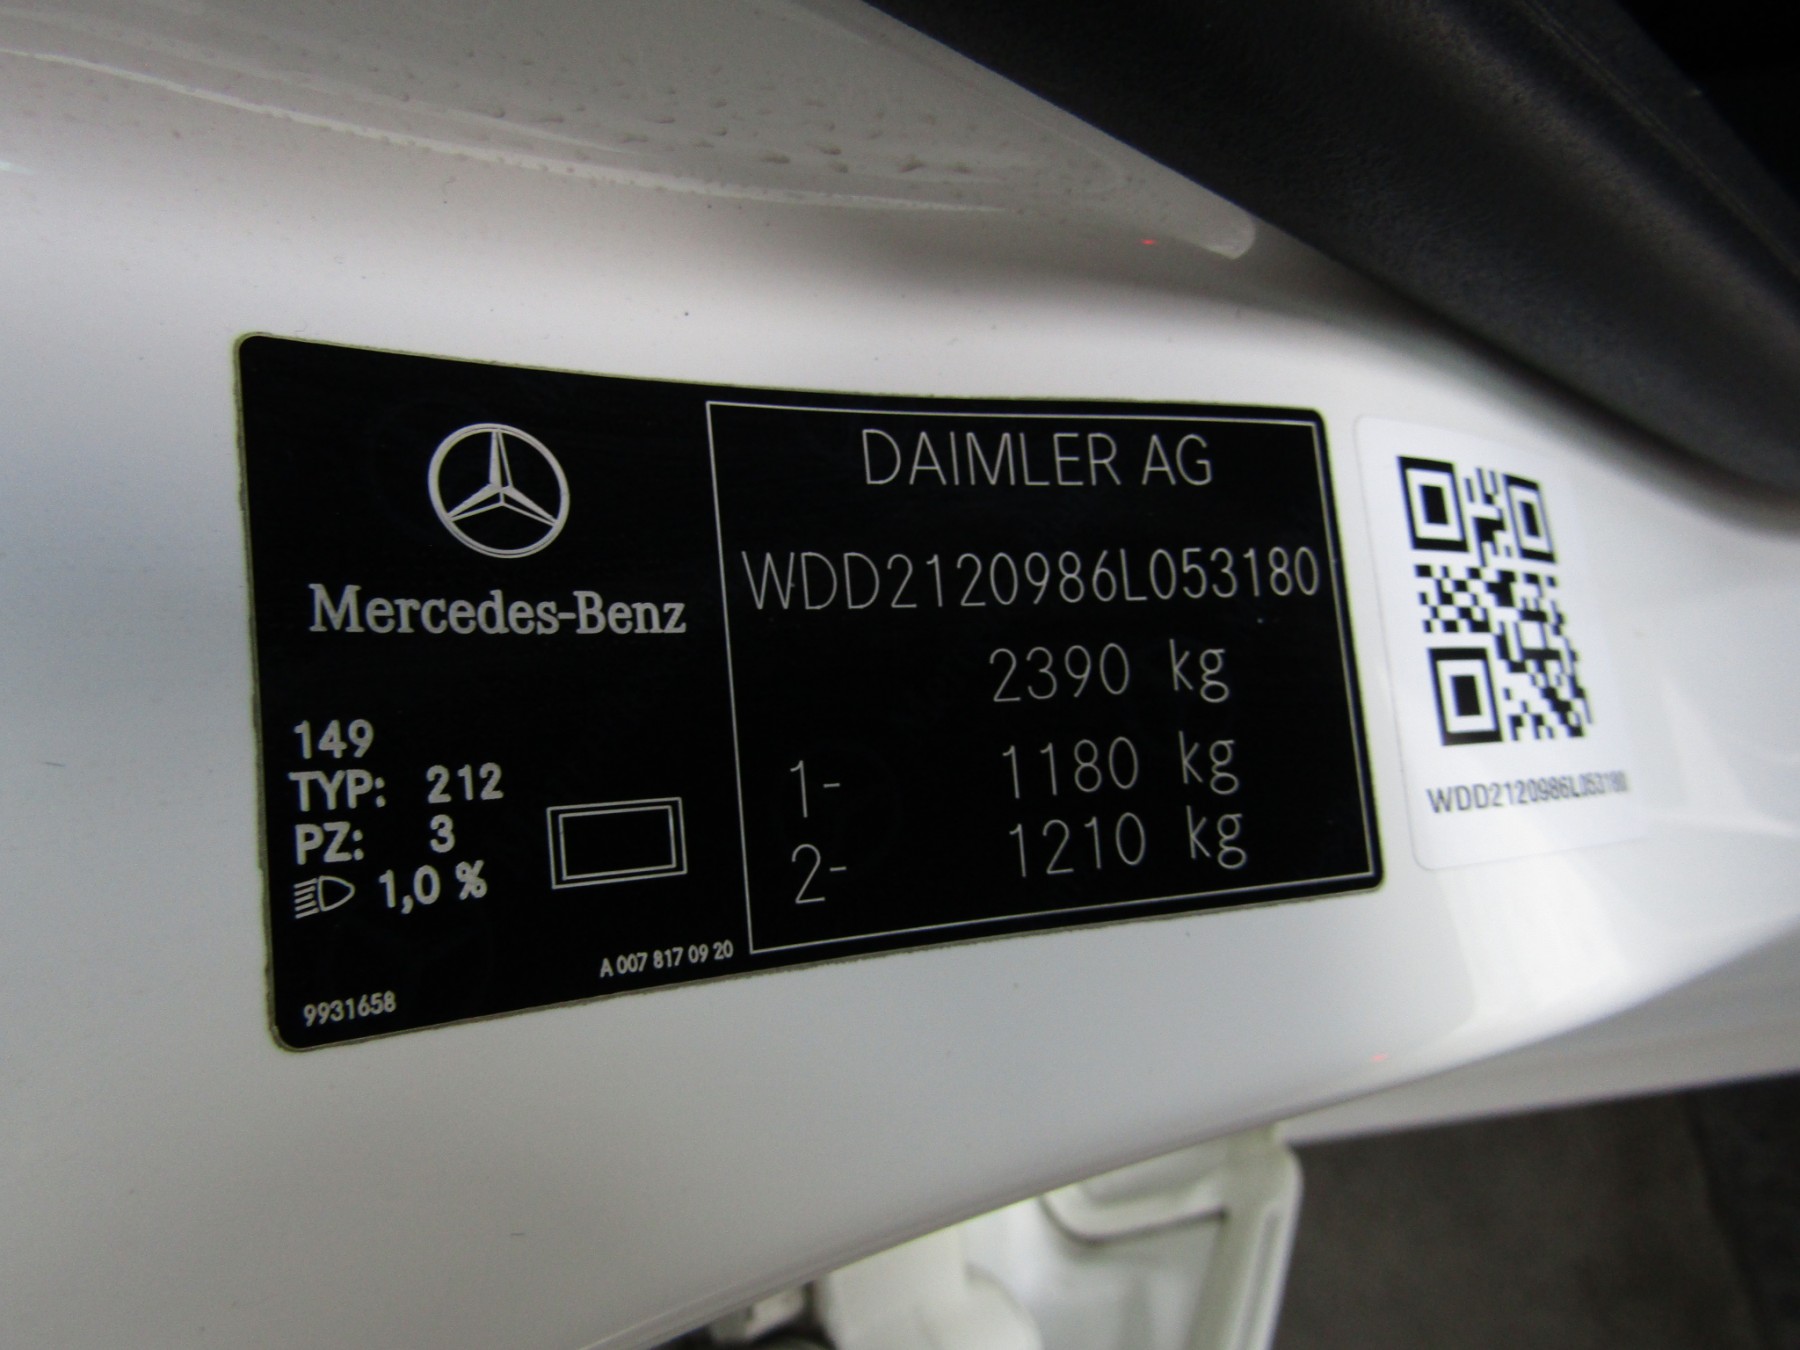 Mercedes-Benz
149
TYP: 212
PZ: 3
1,0 %
A 007 817 09 20
9931658
DAIMLER AG
WDD2120986L053180
2390 kg
1- 1180 kg
2- 1210 kg
WDD2120986L053180